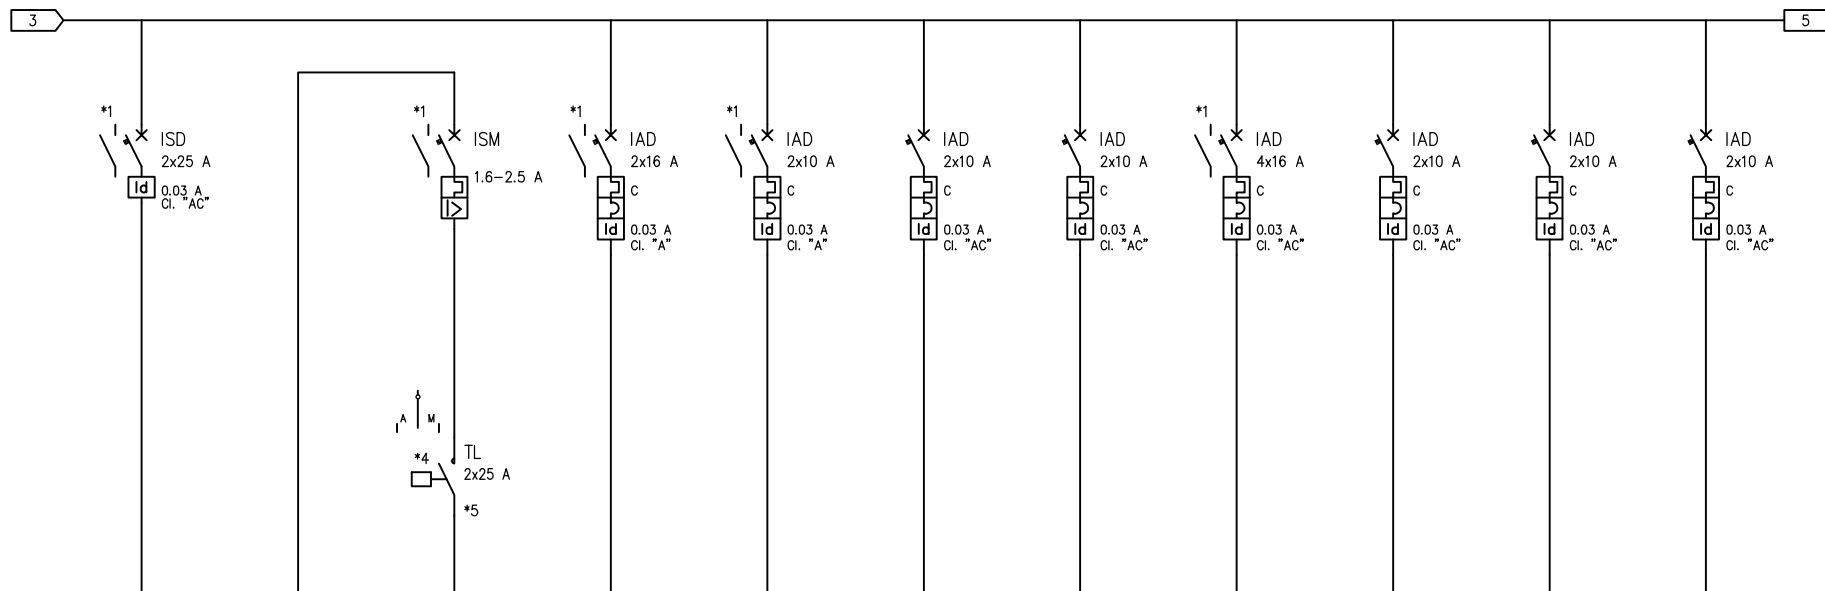 3
5
*1
ISD
2x25 A
Id
0.03 A
Cl. "AC"
*1
ISM
1.6-2.5 A
I>
A
M
*4
TL
2x25 A
*5
*1
IAD
2x16 A
C
Id
0.03 A
Cl. "A"
*1
IAD
2x10 A
C
Id
0.03 A
Cl. "A"
IAD
2x10 A
C
Id
0.03 A
Cl. "AC"
IAD
2x10 A
C
Id
0.03 A
Cl. "AC"
*1
IAD
4x16 A
C
Id
0.03 A
Cl. "AC"
IAD
2x10 A
C
Id
0.03 A
Cl. "AC"
IAD
2x10 A
C
Id
0.03 A
Cl. "AC"
IAD
2x10 A
C
Id
0.03 A
Cl. "AC"